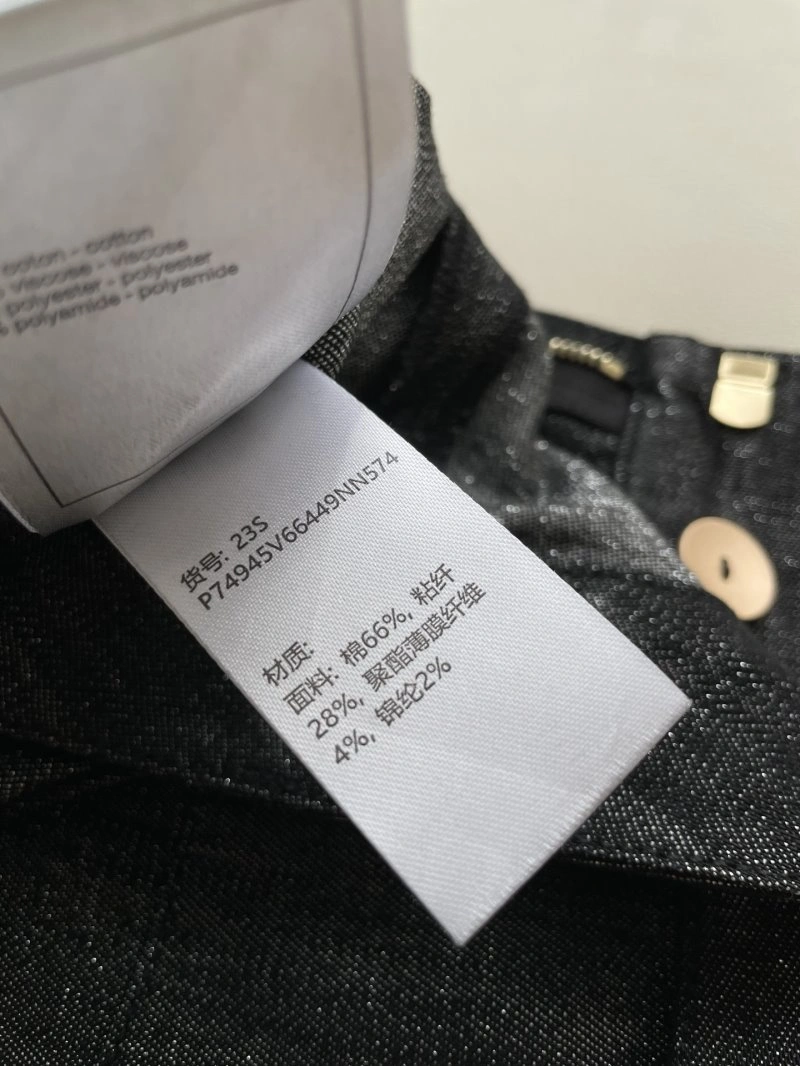 coton - cotton
viscose - viscose
polyester - polyester
% polyamide - polyamide
货号: 23S
P74945V66449NN574
材质:
面料: 棉66%, 粘纤
28%, 聚酯薄膜纤维
4%, 锦纶2%